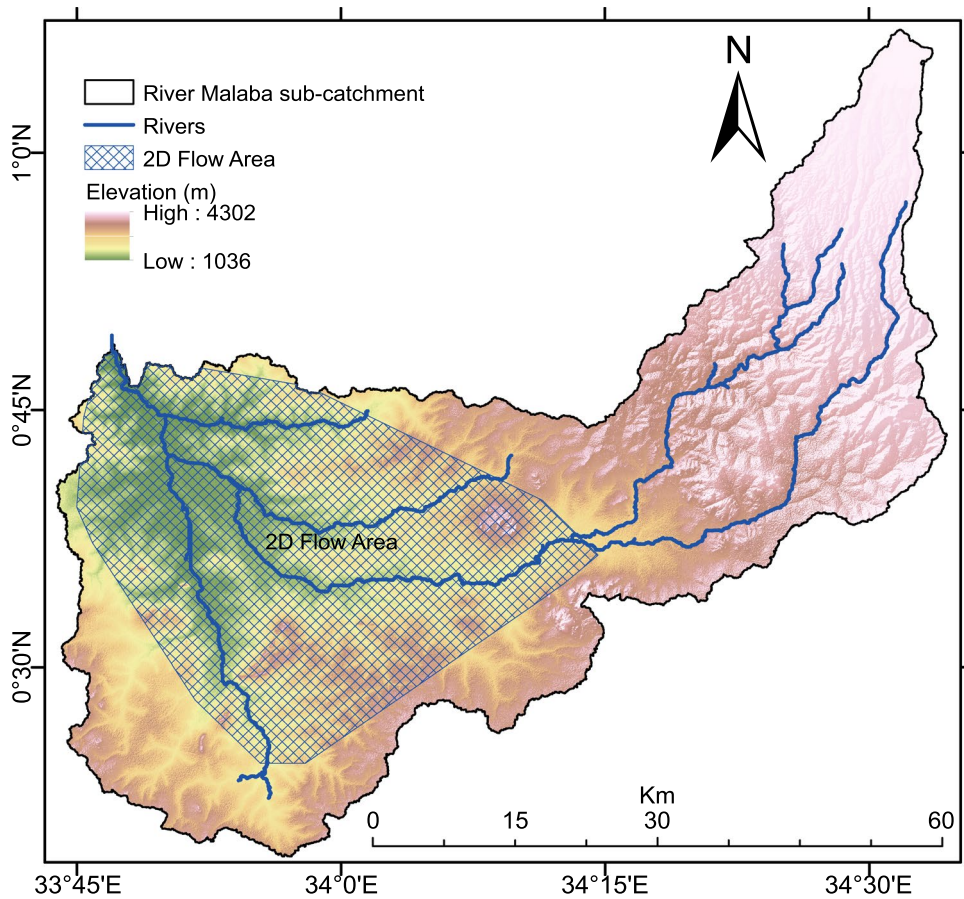 N
River Malaba sub-catchment
Rivers
2D Flow Area
Elevation (m)
High : 4302
Low : 1036
1°0'N
0°45'N
0°30'N
2D Flow Area
Km
0 15 30 60
33°45'E 34°0'E 34°15'E 34°30'E